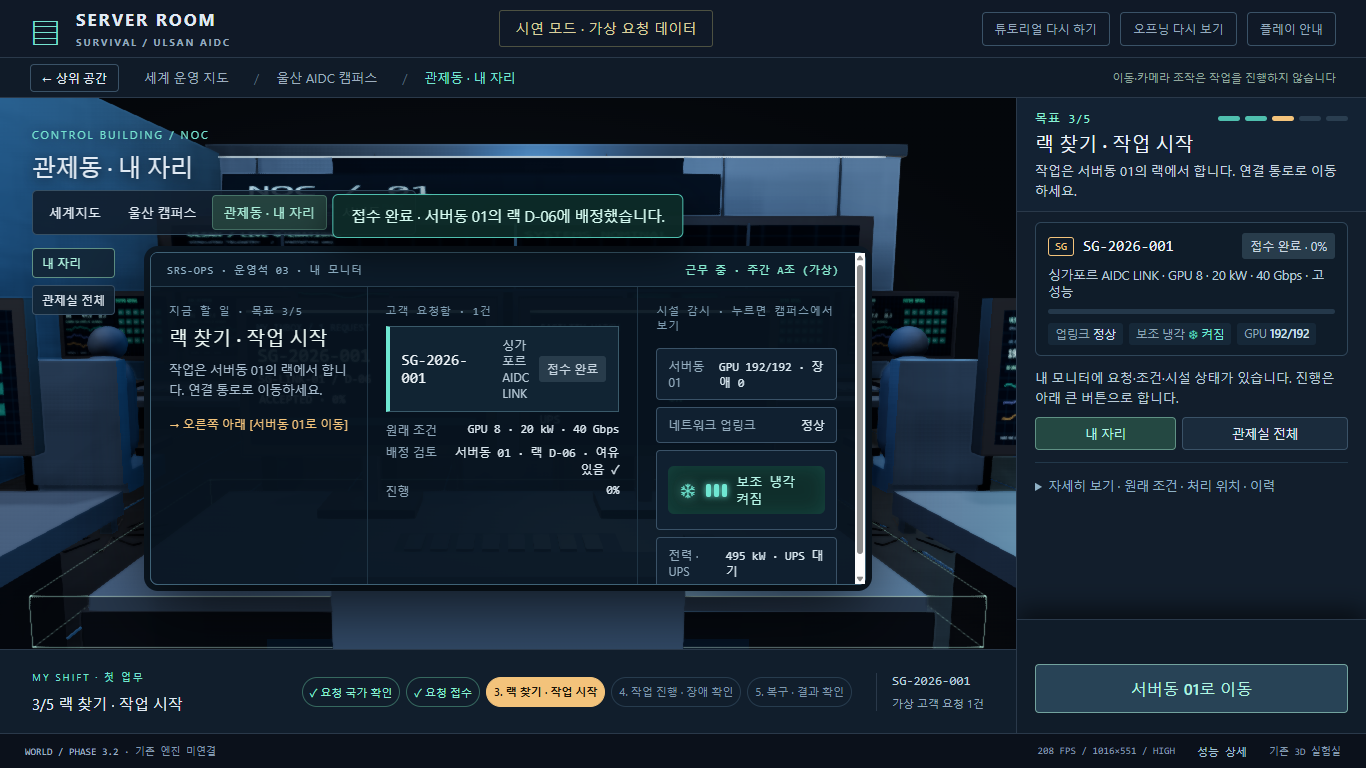 SERVER ROOM
SURVIVAL / ULSAN AIDC
시연 모드 · 가상 요청 데이터
튜토리얼 다시 하기
오프닝 다시 보기
플레이 안내
← 상위 공간
세계 운영 지도 / 울산 AIDC 캠퍼스 / 관제동 · 내 자리
이동·카메라 조작은 작업을 진행하지 않습니다
CONTROL BUILDING / NOC
관제동 · 내 자리
NOC / 01
세계지도
울산 캠퍼스
관제동 · 내 자리
접수 완료 · 서버동 01의 랙 D-06에 배정했습니다.
내 자리
관제실 전체
SRS-OPS · 운영석 03 · 내 모니터
근무 중 · 주간 A조 (가상)
지금 할 일 · 목표 3/5
랙 찾기 · 작업 시작
작업은 서버동 01의 랙에서 합니
다. 연결 통로로 이동하세요.
→ 오른쪽 아래 [서버동 01로 이동]
고객 요청함 · 1건
SG-2026-
001
싱가
포르
AIDC
LINK
접수 완료
원래 조건
GPU 8 · 20 kW · 40 Gbps
배정 검토
서버동 01 · 랙 D-06 · 여유
있음 ✓
진행
0%
시설 감시 · 누르면 캠퍼스에서
보기
서버동
01
GPU 192/192 · 장
애 0
네트워크 업링크
정상
보조 냉각
켜짐
전력 ·
UPS
495 kW · UPS 대
기
목표 3/5
랙 찾기 · 작업 시작
작업은 서버동 01의 랙에서 합니다. 연결 통로로 이동
하세요.
SG
SG-2026-001
접수 완료 · 0%
싱가포르 AIDC LINK · GPU 8 · 20 kW · 40 Gbps · 고
성능
업링크 정상
보조 냉각 ❄ 켜짐
GPU 192/192
내 모니터에 요청·조건·시설 상태가 있습니다. 진행은
아래 큰 버튼으로 합니다.
내 자리
관제실 전체
▶ 자세히 보기 · 원래 조건 · 처리 위치 · 이력
서버동 01로 이동
MY SHIFT · 첫 업무
3/5 랙 찾기 · 작업 시작
✓ 요청 국가 확인
✓ 요청 접수
3. 랙 찾기 · 작업 시작
4. 작업 진행 · 장애 확인
5. 복구 · 결과 확인
SG-2026-001
가상 고객 요청 1건
WORLD / PHASE 3.2 · 기존 엔진 미연결
208 FPS / 1016×551 / HIGH
성능 상세
기존 3D 실험실